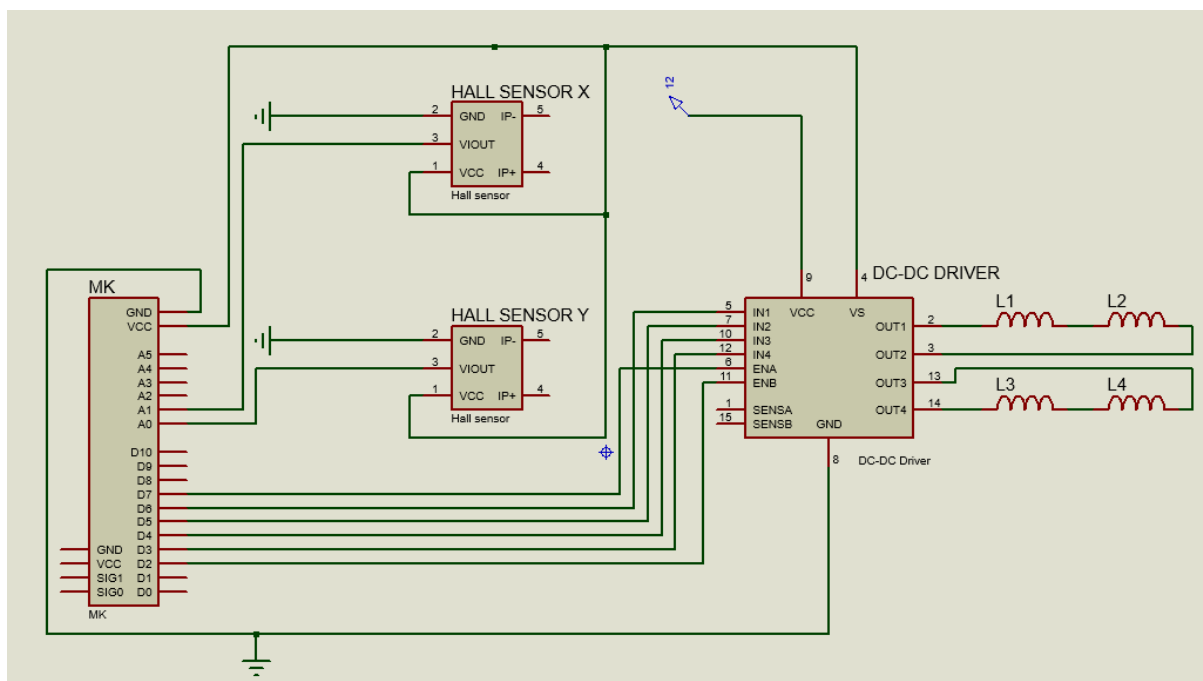 12
HALL SENSOR X
2 GND IP- 5
3 VIOUT
1 VCC IP+ 4
Hall sensor
MK
GND
VCC
A5
A4
A3
A2
A1
A0
D10
D9
D8
D7
D6
D5
D4
GND D3
VCC D2
SIG1 D1
SIG0 D0
MK
HALL SENSOR Y
2 GND IP- 5
3 VIOUT
1 VCC IP+ 4
Hall sensor
DC-DC DRIVER
9 4
VCC VS
5 IN1
7 IN2
10 IN3
12 IN4
6 ENA
11 ENB
1 SENSA
15 SENSB
OUT1 2
OUT2 3
OUT3 13
OUT4 14
GND
8
DC-DC Driver
L1 L2
L3 L4